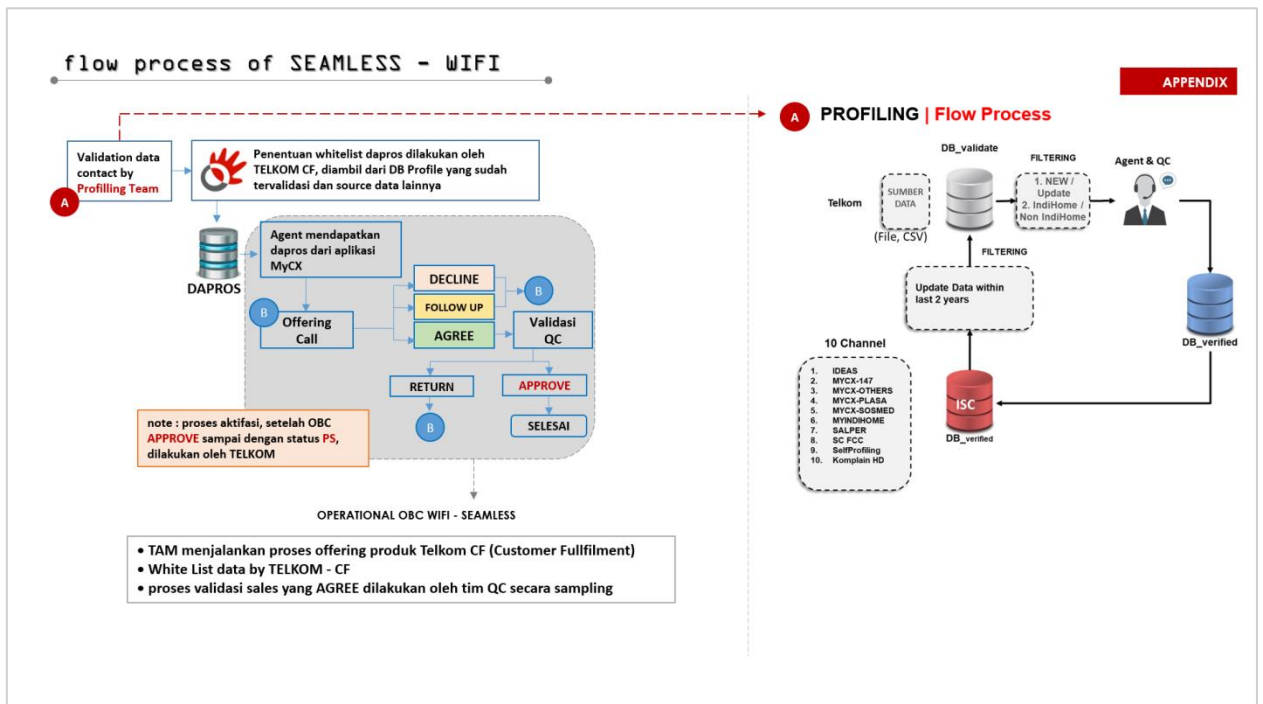 flow process of SEAMLESS - WIFI
APPENDIX
Validation data
contact by
Profilling Team
A
Penentuan whitelist dapros dilakukan oleh
TELKOM CF, diambil dari DB Profile yang sudah
tervalidasi dan source data lainnya
DAPROS
Agent mendapatkan
dapros dari aplikasi
MyCX
B
Offering
Call
DECLINE
FOLLOW UP
AGREE
B
Validasi
QC
RETURN
APPROVE
B
SELESAI
note : proses aktifasi, setelah OBC
APPROVE sampai dengan status PS,
dilakukan oleh TELKOM
OPERATIONAL OBC WIFI - SEAMLESS
• TAM menjalankan proses offering produk Telkom CF (Customer Fullfilment)
• White List data by TELKOM - CF
• proses validasi sales yang AGREE dilakukan oleh tim QC secara sampling
A
PROFILING | Flow Process
Telkom
SUMBER
DATA
(File, CSV)
DB_validate
FILTERING
1. NEW /
Update
2. IndiHome /
Non IndiHome
Agent & QC
FILTERING
Update Data within
last 2 years
DB_verified
10 Channel
1. IDEAS
2. MYCX-147
3. MYCX-OTHERS
4. MYCX-PLASA
5. MYCX-SOSMED
6. MYINDIHOME
7. SALPER
8. SC FCC
9. SelfProfiling
10. Komplain HD
ISC
DB_verified